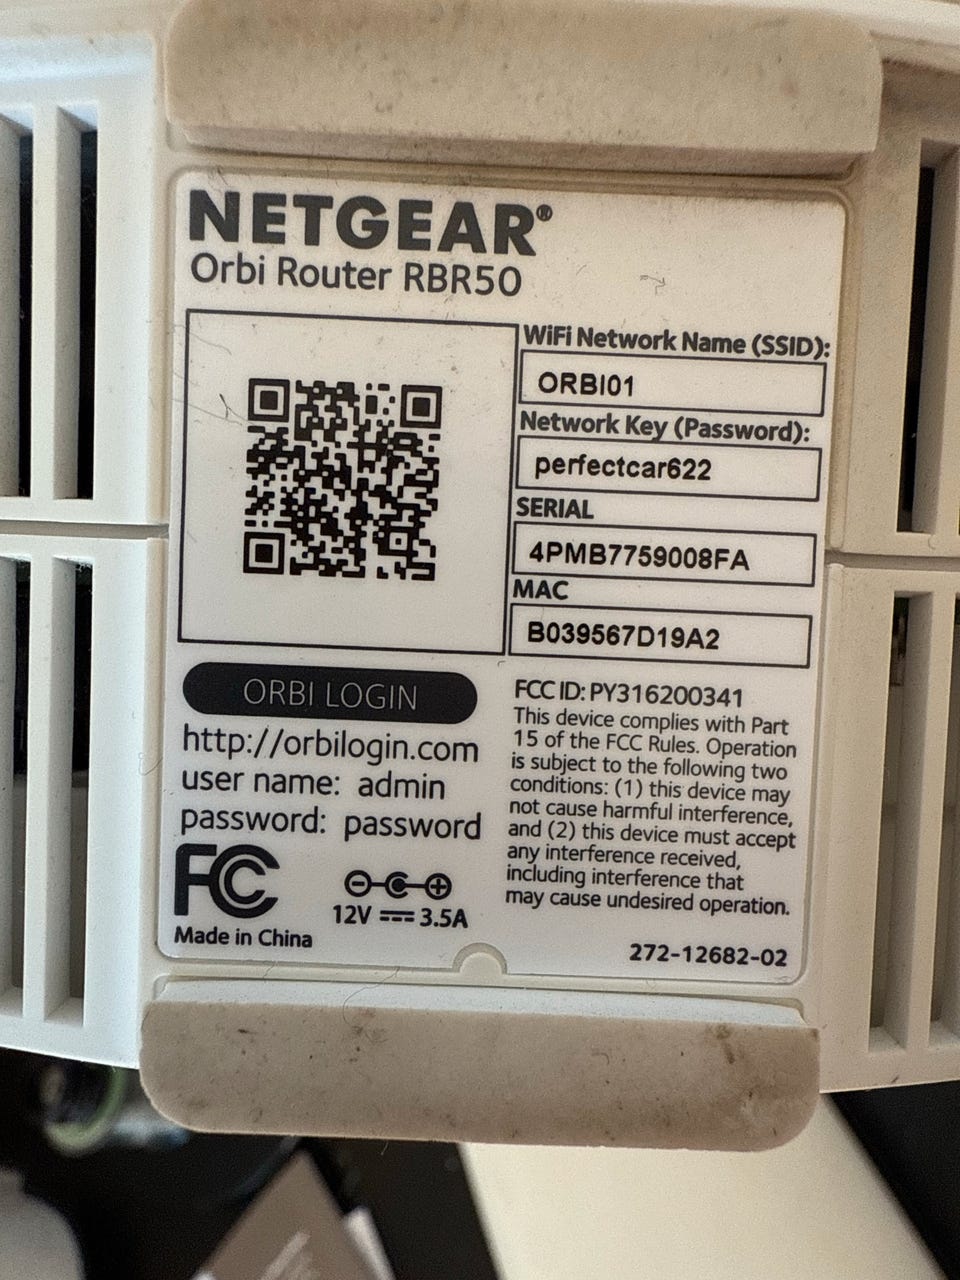 NETGEAR®
Orbi Router RBR50
WiFi Network Name (SSID):
ORBI01
Network Key (Password):
perfectcar622
SERIAL
4PMB7759008FA
MAC
B039567D19A2
ORBI LOGIN
http://orbilogin.com
user name: admin
password: password
FC
12V ⎓ 3.5A
Made in China
FCC ID: PY316200341
This device complies with Part
15 of the FCC Rules. Operation
is subject to the following two
conditions: (1) this device may
not cause harmful interference,
and (2) this device must accept
any interference received,
including interference that
may cause undesired operation.
272-12682-02